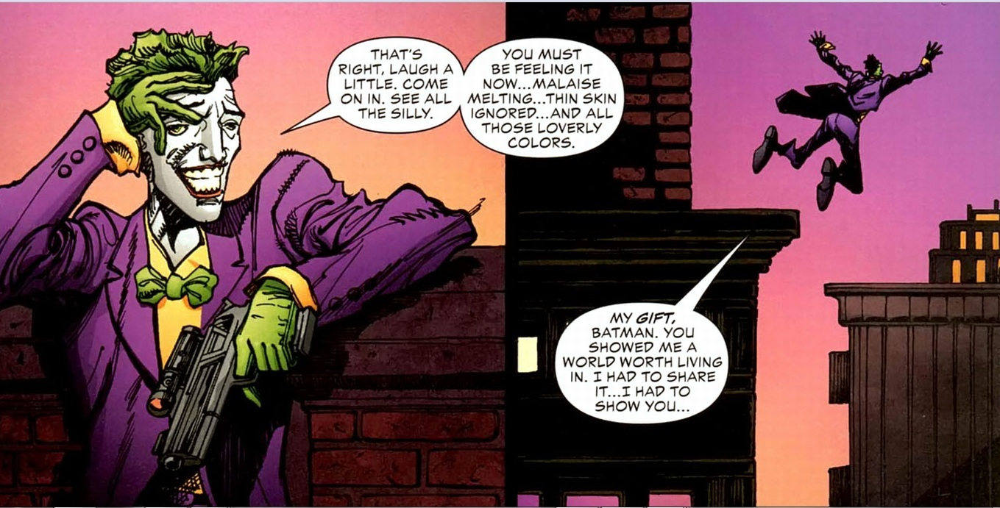 THAT'S
RIGHT, LAUGH A
LITTLE. COME
ON IN. SEE ALL
THE SILLY.
YOU MUST
BE FEELING IT
NOW...MALAISE
MELTING...THIN SKIN
IGNORED...AND ALL
THOSE LOVERLY
COLORS.
MY GIFT,
BATMAN. YOU
SHOWED ME A
WORLD WORTH LIVING
IN. I HAD TO SHARE
IT...I HAD TO
SHOW YOU...